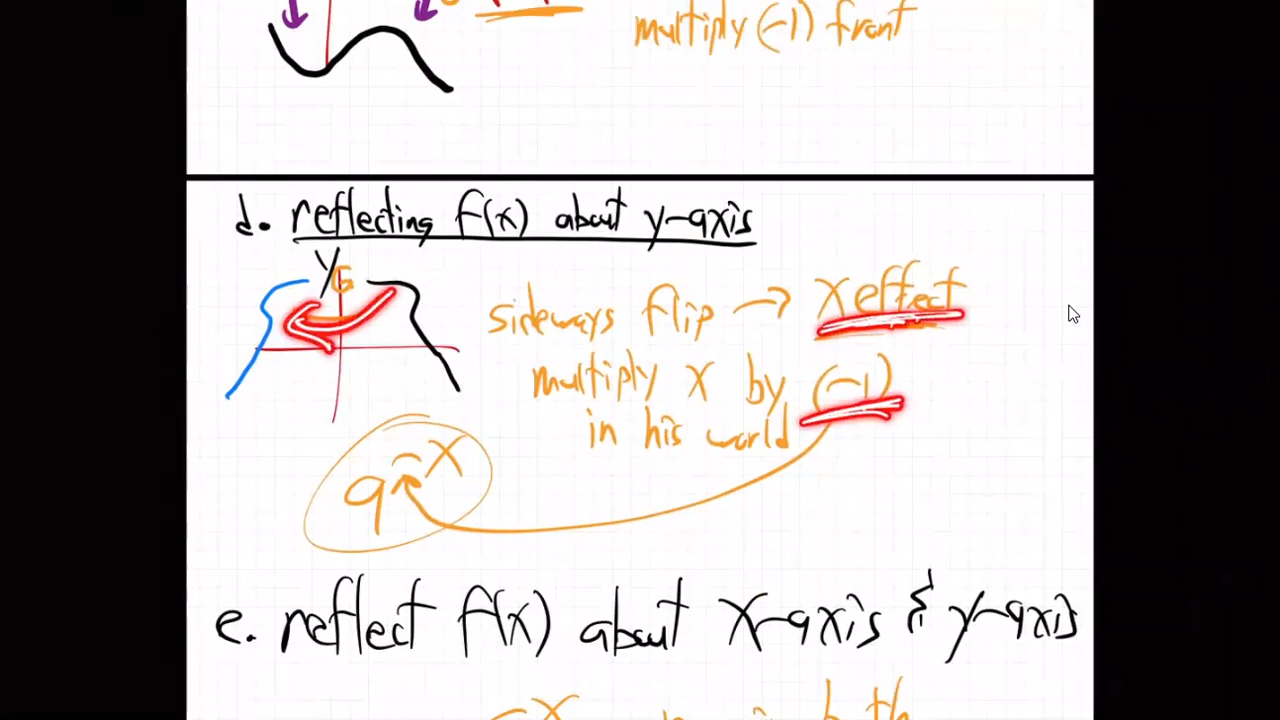 multiply (-1) front
d. reflecting f(x) about y-axis
y
sideways flip → x effect
multiply x by (-1)
in his world
9^-x
e. reflect f(x) about x-axis & y-axis